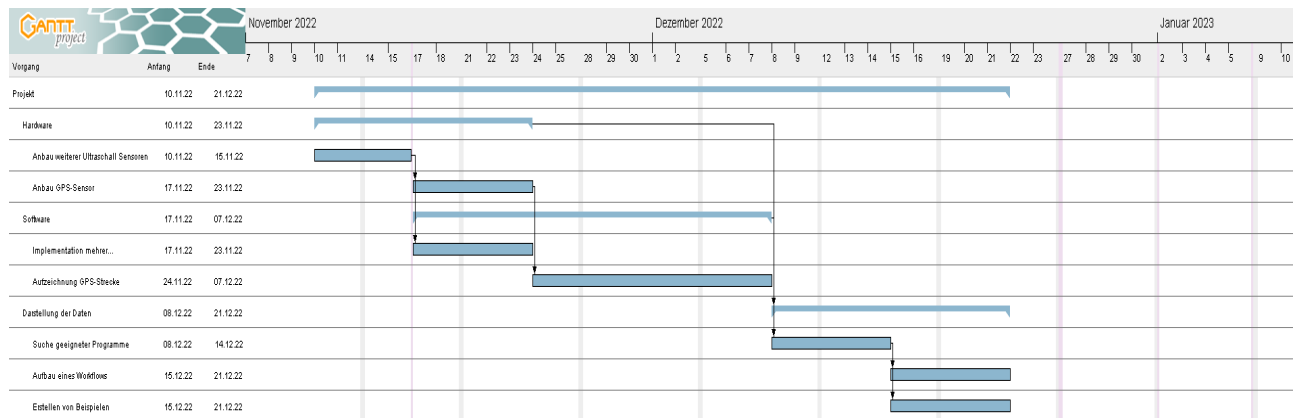 GANTT project
November 2022 Dezember 2022 Januar 2023
7 8 9 10 11 14 15 17 18 21 22 23 24 25 28 29 30 1 2 5 6 7 8 9 12 13 14 15 16 19 20 21 22 23 27 28 29 30 2 3 4 5 9 10
Vorgang Anfang Ende
Projekt 10.11.22 21.12.22
Hardware 10.11.22 23.11.22
Anbau weiterer Ultraschall Sensoren 10.11.22 15.11.22
Anbau GPS-Sensor 17.11.22 23.11.22
Software 17.11.22 07.12.22
Implementation mehrer... 17.11.22 23.11.22
Aufzeichnung GPS-Strecke 24.11.22 07.12.22
Darstellung der Daten 08.12.22 21.12.22
Suche geeigneter Programme 08.12.22 14.12.22
Aufbau eines Workflows 15.12.22 21.12.22
Erstellen von Beispielen 15.12.22 21.12.22